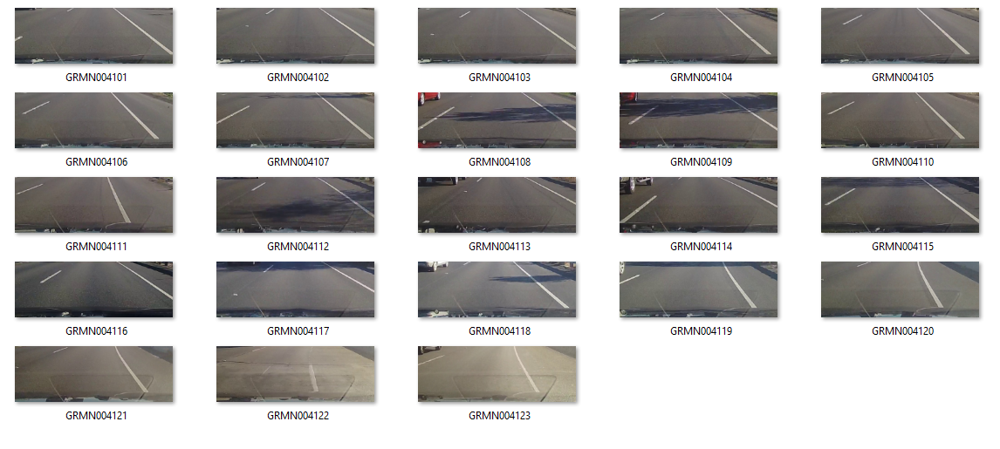 GRMN004101 GRMN004102 GRMN004103 GRMN004104 GRMN004105
GRMN004106 GRMN004107 GRMN004108 GRMN004109 GRMN004110
GRMN004111 GRMN004112 GRMN004113 GRMN004114 GRMN004115
GRMN004116 GRMN004117 GRMN004118 GRMN004119 GRMN004120
GRMN004121 GRMN004122 GRMN004123